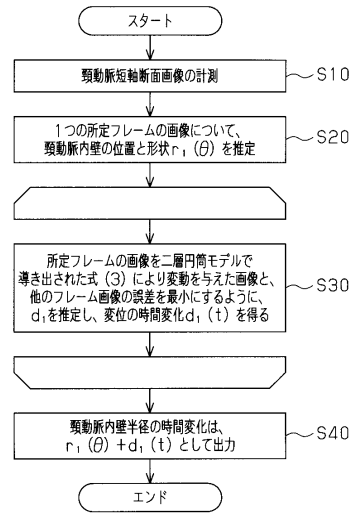 スタート
頸動脈短軸断面画像の計測
S10
1つの所定フレームの画像について、
頸動脈内壁の位置と形状r₁(θ)を推定
S20
所定フレームの画像を二層円筒モデルで
導き出された式(3)により変動を与えた画像と、
他のフレーム画像の誤差を最小にするように、
d₁を推定し、変位の時間変化d₁(t)を得る
S30
頸動脈内壁半径の時間変化は、
r₁(θ)+d₁(t)として出力
S40
エンド